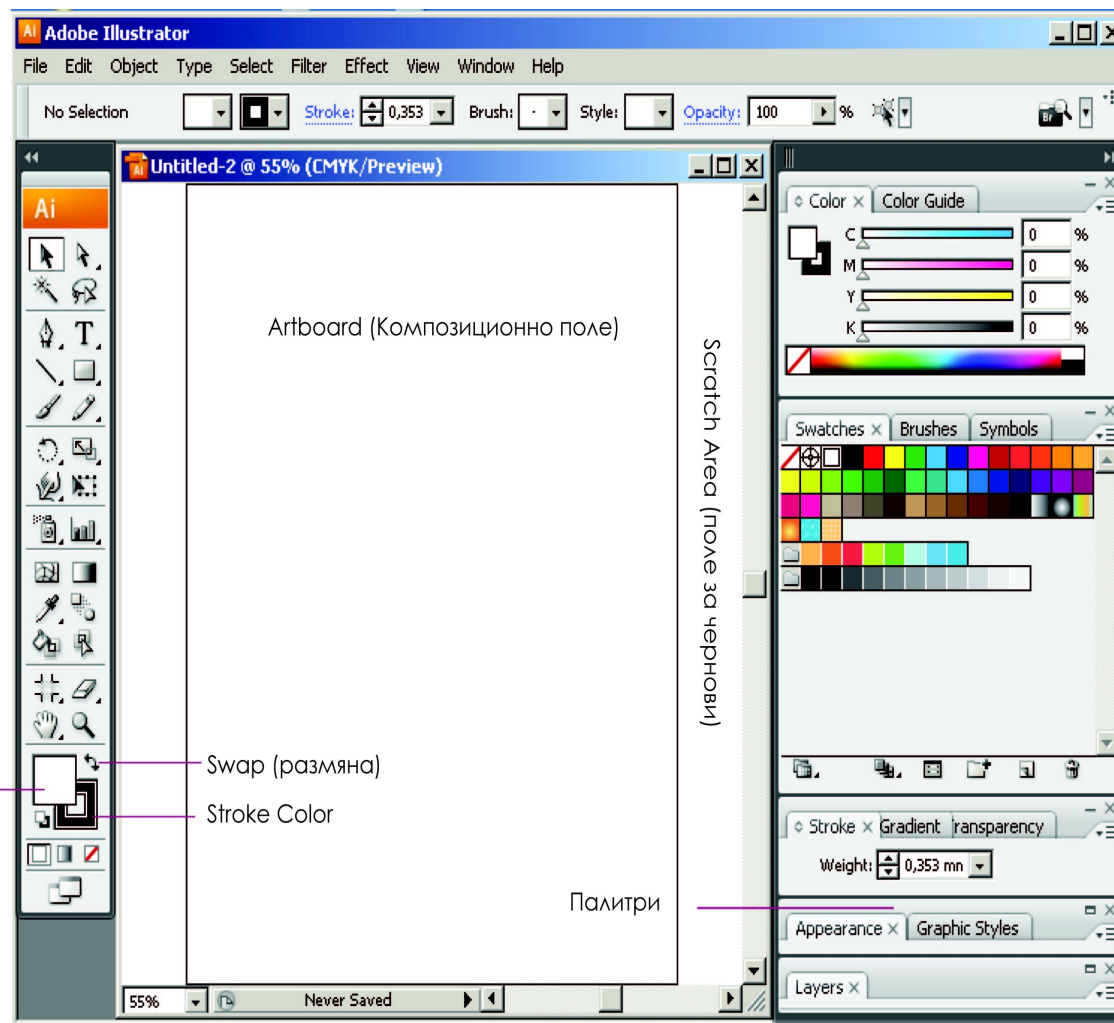 Ai Adobe Illustrator
File Edit Object Type Select Filter Effect View Window Help
No Selection Stroke: 0,353 Brush: Style: Opacity: 100 % Br
Untitled-2 @ 55% (CMYK/Preview)
Ai
T
Artboard (Композиционно поле)
Scratch Area (поле за чернови)
Swap (размяна)
Stroke Color
Палитри
55% Never Saved
Color Color Guide
C 0 %
M 0 %
Y 0 %
K 0 %
Swatches Brushes Symbols
Stroke Gradient ransparency
Weight: 0,353 mn
Appearance Graphic Styles
Layers